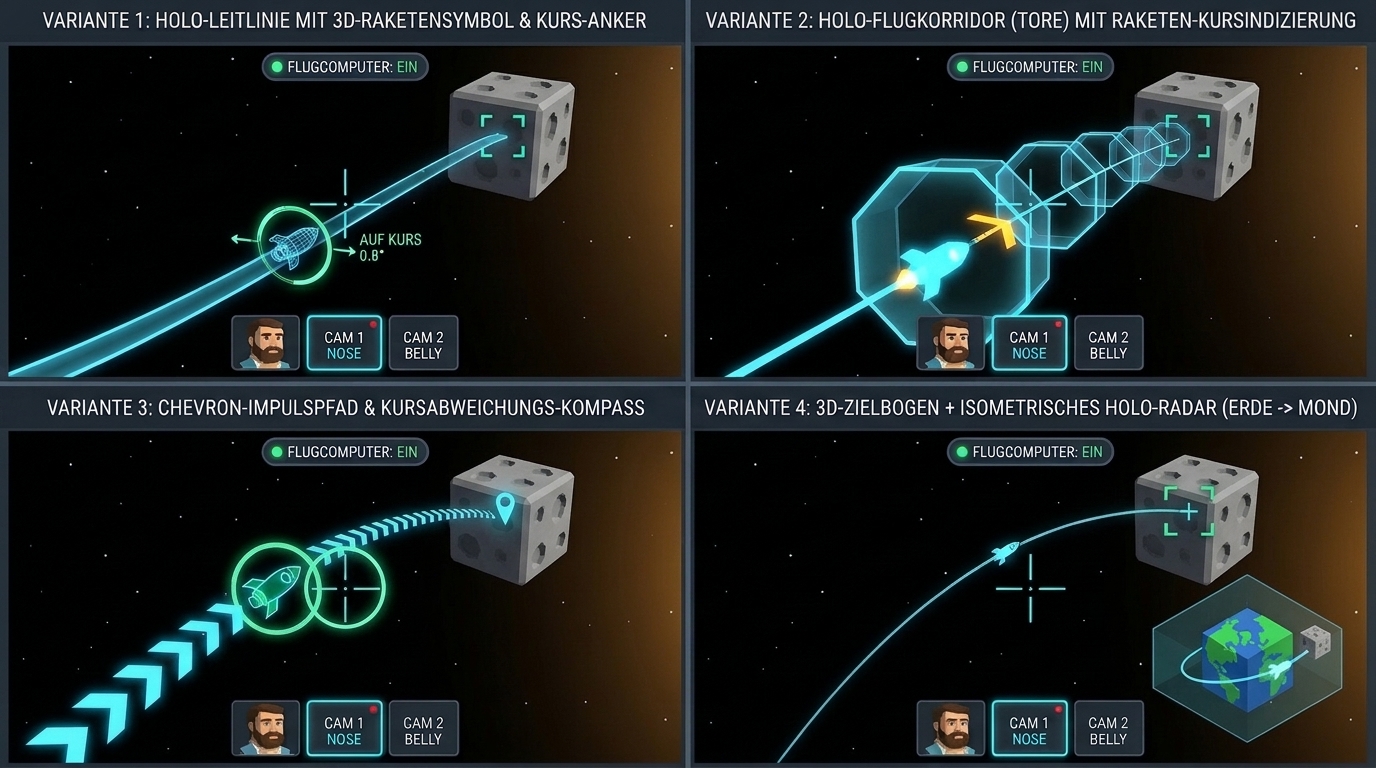 VARIANTE 1: HOLO-LEITLINIE MIT 3D-RAKETENSYMBOL & KURS-ANKER
FLUGCOMPUTER: EIN
AUF KURS
0.8°
CAM 1
NOSE
CAM 2
BELLY
VARIANTE 2: HOLO-FLUGKORRIDOR (TORE) MIT RAKETEN-KURSINDIZIERUNG
FLUGCOMPUTER: EIN
CAM 1
NOSE
CAM 2
BELLY
VARIANTE 3: CHEVRON-IMPULSPFAD & KURSABWEICHUNGS-KOMPASS
FLUGCOMPUTER: EIN
CAM 1
NOSE
CAM 2
BELLY
VARIANTE 4: 3D-ZIELBOGEN + ISOMETRISCHES HOLO-RADAR (ERDE -> MOND)
FLUGCOMPUTER: EIN
CAM 1
NOSE
CAM 2
BELLY